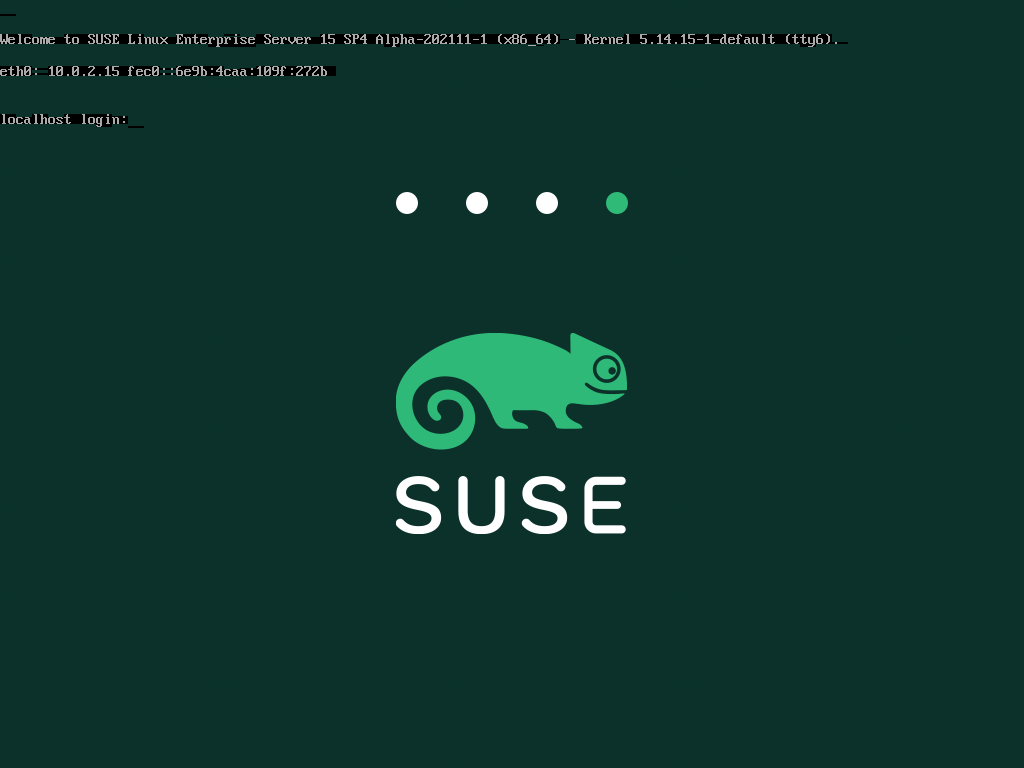 Welcome to SUSE Linux Enterprise Server 15 SP4 Alpha-202111-1 (x86_64) - Kernel 5.14.15-1-default (tty6).
eth0: 10.0.2.15 fec0::6e9b:4caa:109f:272b
localhost login:
SUSE